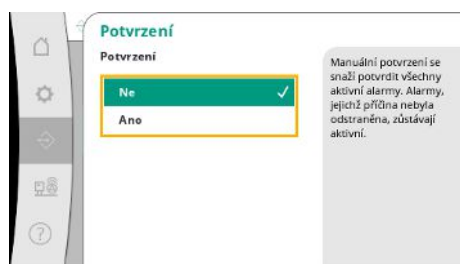 Potvrzení
Potvrzení
Ne
Ano
Manuální potvrzení se
snaží potvrdit všechny
aktivní alarmy. Alarmy,
jejichž příčina nebyla
odstraněna, zůstávají
aktivní.